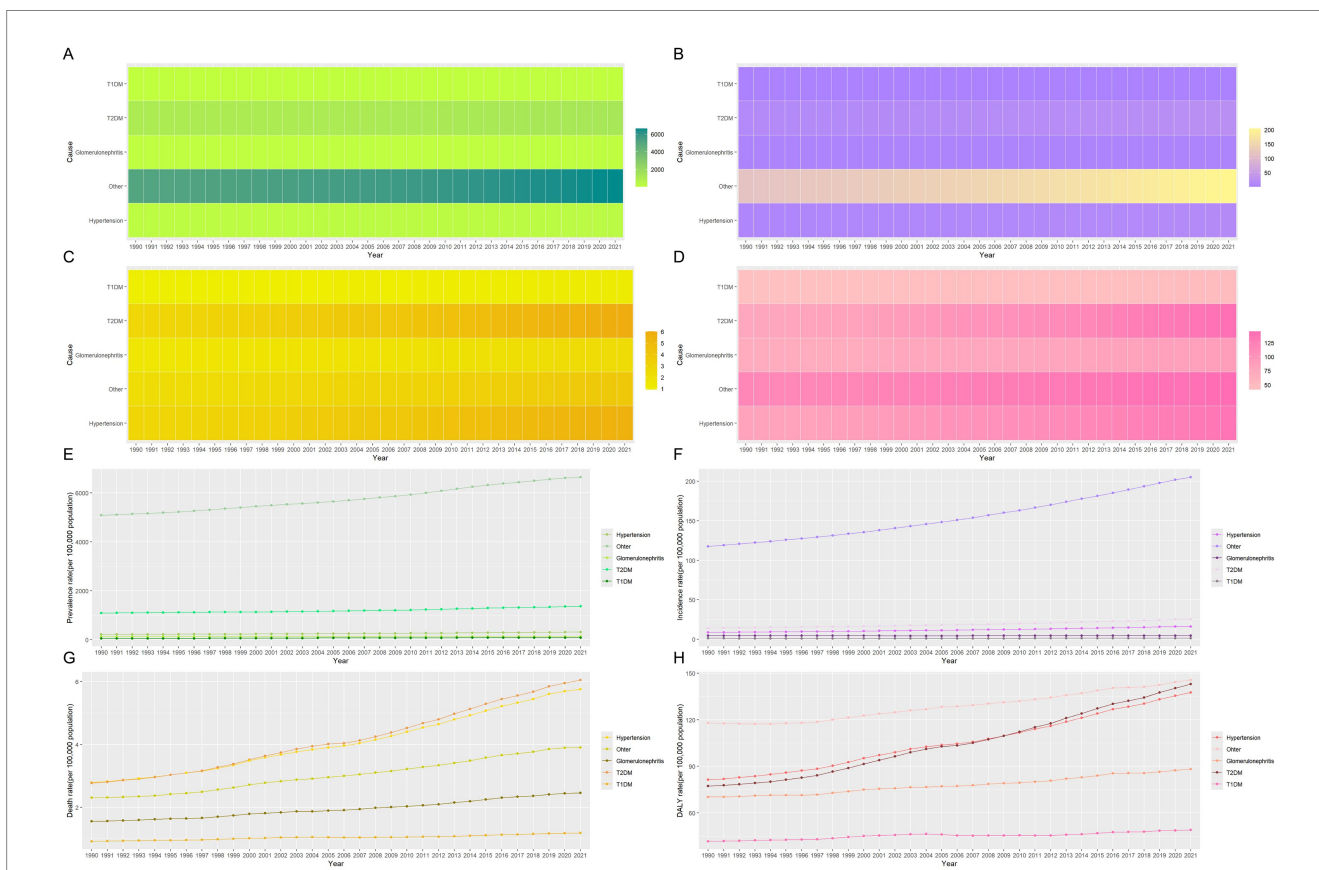 A
T1DM
T2DM
Glomerulonephritis
Other
Hypertension
Cause
6000
4000
2000
1990 1991 1992 1993 1994 1995 1996 1997 1998 1999 2000 2001 2002 2003 2004 2005 2006 2007 2008 2009 2010 2011 2012 2013 2014 2015 2016 2017 2018 2019 2020 2021
Year
B
T1DM
T2DM
Glomerulonephritis
Other
Hypertension
Cause
200
150
100
50
1990 1991 1992 1993 1994 1995 1996 1997 1998 1999 2000 2001 2002 2003 2004 2005 2006 2007 2008 2009 2010 2011 2012 2013 2014 2015 2016 2017 2018 2019 2020 2021
Year
C
T1DM
T2DM
Glomerulonephritis
Other
Hypertension
Cause
6
5
4
3
2
1
1990 1991 1992 1993 1994 1995 1996 1997 1998 1999 2000 2001 2002 2003 2004 2005 2006 2007 2008 2009 2010 2011 2012 2013 2014 2015 2016 2017 2018 2019 2020 2021
Year
D
T1DM
T2DM
Glomerulonephritis
Other
Hypertension
Cause
125
100
75
50
1990 1991 1992 1993 1994 1995 1996 1997 1998 1999 2000 2001 2002 2003 2004 2005 2006 2007 2008 2009 2010 2011 2012 2013 2014 2015 2016 2017 2018 2019 2020 2021
Year
E
Prevalence rate(per 100,000 population)
6000
4000
2000
0
1990 1991 1992 1993 1994 1995 1996 1997 1998 1999 2000 2001 2002 2003 2004 2005 2006 2007 2008 2009 2010 2011 2012 2013 2014 2015 2016 2017 2018 2019 2020 2021
Year
Hypertension
Ohter
Glomerulonephritis
T2DM
T1DM
F
Incidence rate(per 100,000 population)
200
150
100
50
0
1990 1991 1992 1993 1994 1995 1996 1997 1998 1999 2000 2001 2002 2003 2004 2005 2006 2007 2008 2009 2010 2011 2012 2013 2014 2015 2016 2017 2018 2019 2020 2021
Year
Hypertension
Ohter
Glomerulonephritis
T2DM
T1DM
G
Death rate(per 100,000 population)
6
4
2
1990 1991 1992 1993 1994 1995 1996 1997 1998 1999 2000 2001 2002 2003 2004 2005 2006 2007 2008 2009 2010 2011 2012 2013 2014 2015 2016 2017 2018 2019 2020 2021
Year
Hypertension
Ohter
Glomerulonephritis
T2DM
T1DM
H
DALY rate(per 100,000 population)
150
120
90
60
1990 1991 1992 1993 1994 1995 1996 1997 1998 1999 2000 2001 2002 2003 2004 2005 2006 2007 2008 2009 2010 2011 2012 2013 2014 2015 2016 2017 2018 2019 2020 2021
Year
Hypertension
Ohter
Glomerulonephritis
T2DM
T1DM